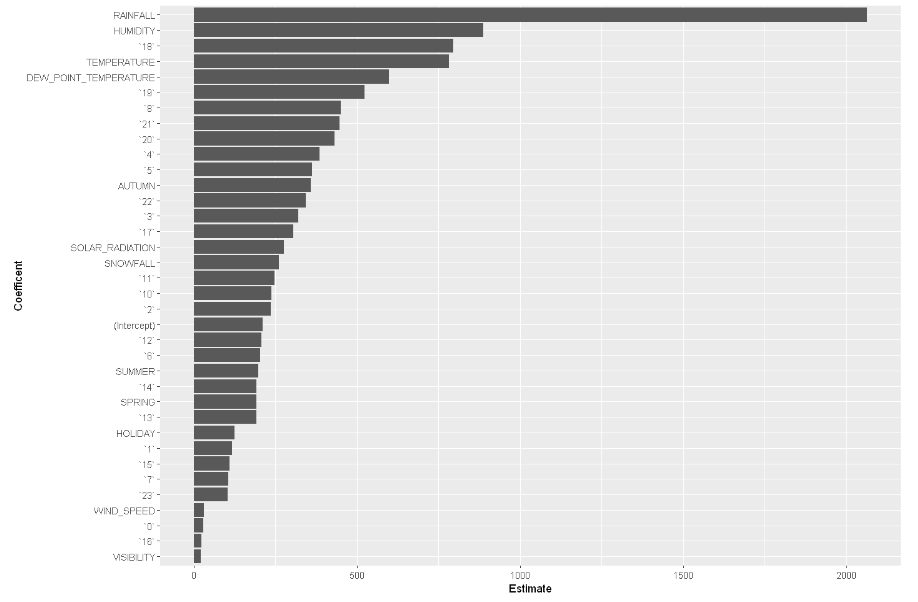 RAINFALL
HUMIDITY
`18`
TEMPERATURE
DEW_POINT_TEMPERATURE
`19`
`8`
`21`
`20`
`4`
`5`
AUTUMN
`22`
`3`
`17`
SOLAR_RADIATION
SNOWFALL
`11`
`10`
`2`
(Intercept)
`12`
`6`
SUMMER
`14`
SPRING
`13`
HOLIDAY
`1`
`15`
`7`
`23`
WIND_SPEED
`0`
`16`
VISIBILITY
Coefficent
0 500 1000 1500 2000
Estimate